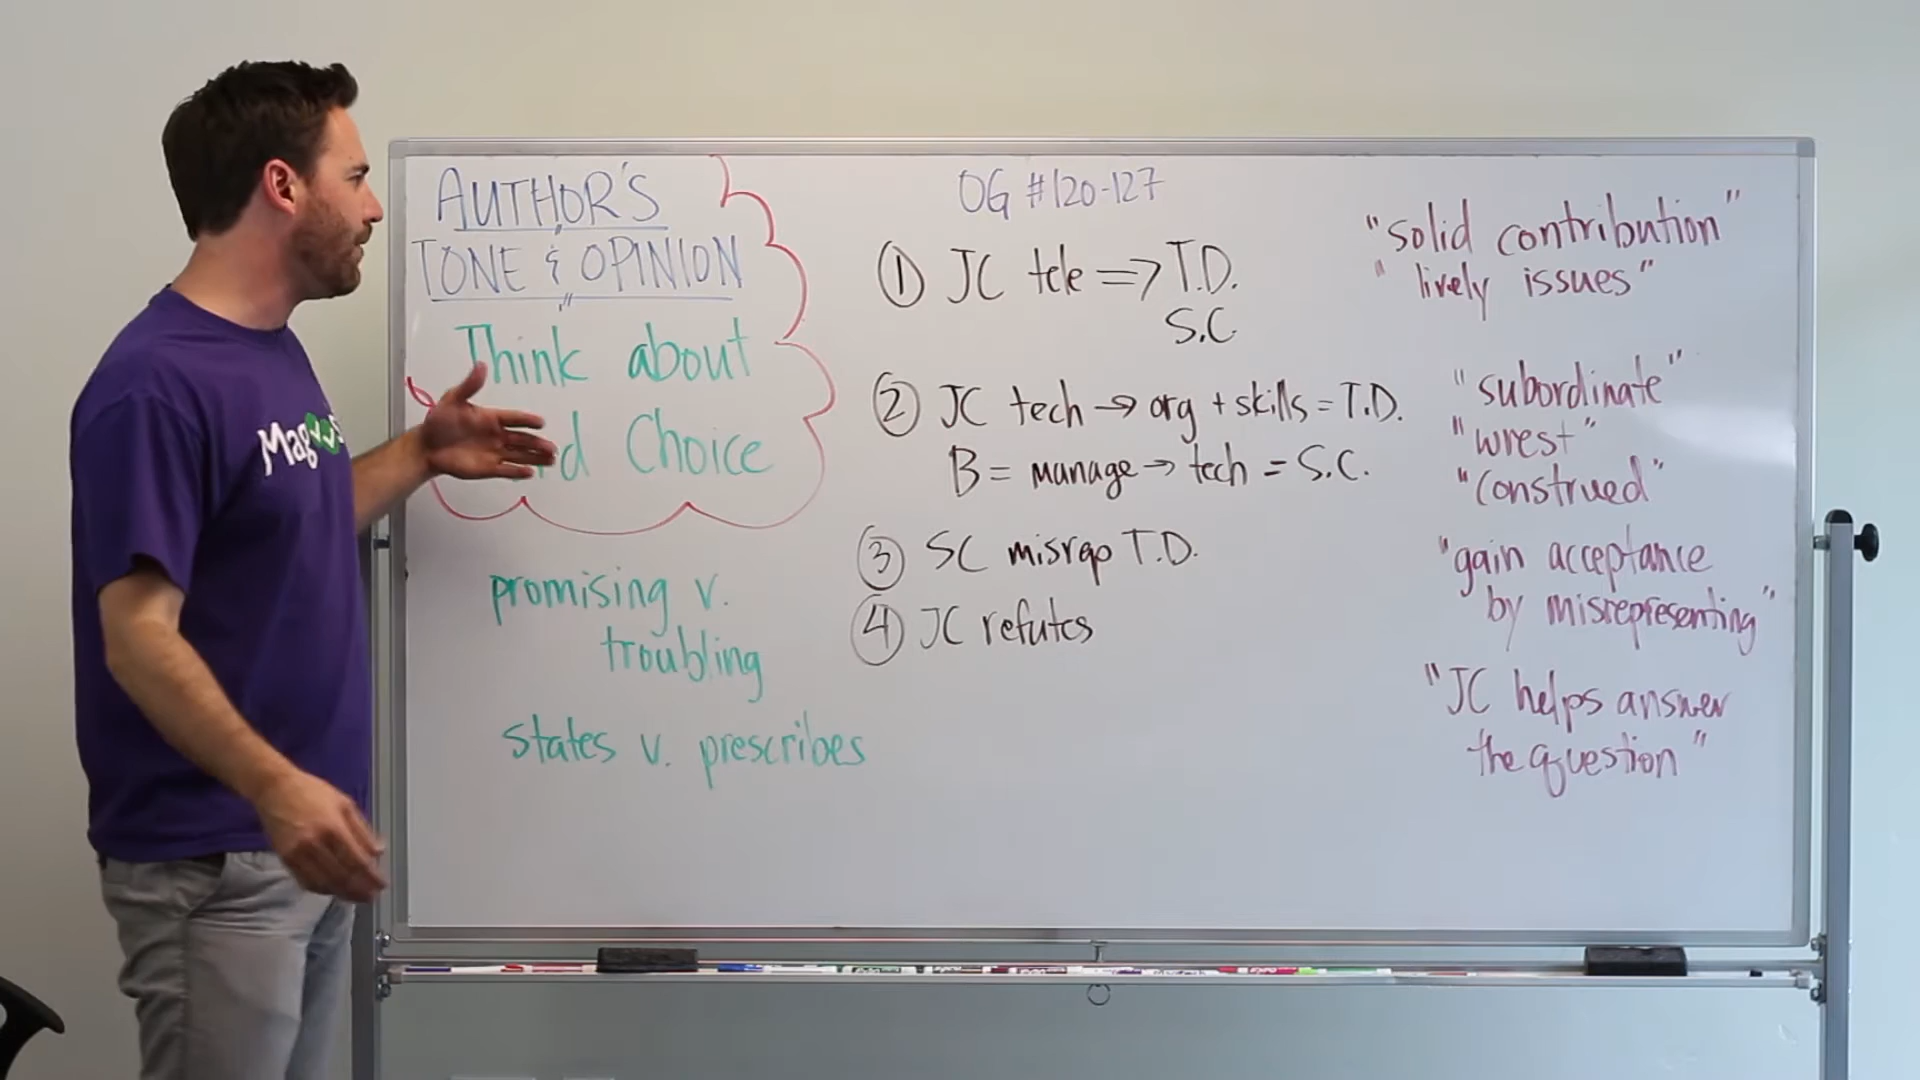 AUTHOR'S
TONE & OPINION
Think about
Choice
promising v.
troubling
states v. prescribes
OG #120-127
① JC tele => T.D.
S.C
② JC tech → org + skills = T.D.
B = manage → tech = S.C.
③ SC misrep T.D.
④ JC refutes
"solid contribution"
"lively issues"
"subordinate"
"wrest"
"construed"
"gain acceptance
by misrepresenting"
"JC helps answer
the question"